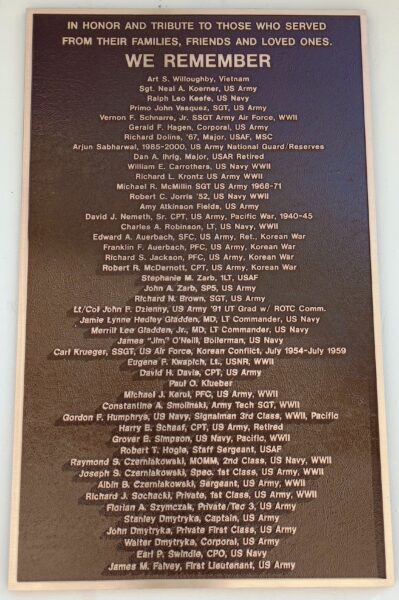 IN HONOR AND TRIBUTE TO THOSE WHO SERVED
FROM THEIR FAMILIES, FRIENDS AND LOVED ONES.
WE REMEMBER
Art S. Willoughby, Vietnam
Sgt. Neal A. Koerner, US Army
Ralph Leo Keefe, US Navy
Primo John Vasquez, SGT, US Army
Vernon F. Schnarre, Jr. SSGT Army Air Force, WWII
Gerald F. Hagen, Corporal, US Army
Richard Dolins, '67, Major, USAF, MSC
Arjun Sabharwal, 1985-2000, US Army National Guard/Reserves
Dan A. Ihrig, Major, USAR Retired
William E. Carrothers, US Navy WWII
Richard L. Krontz US Army WWII
Michael R. McMillin SGT US Army 1968-71
Robert C. Jorris '52, US Navy WWII
Amy Atkinson Fields, US Army
David J. Nemeth, Sr. CPT, US Army, Pacific War, 1940-45
Charles A. Robinson, LT, US Navy, WWII
Edward A. Auerbach, SFC, US Army, Ret., Korean War
Franklin F. Auerbach, PFC, US Army, Korean War
Richard S. Jackson, PFC, US Army, Korean War
Robert R. McDernott, CPT, US Army, Korean War
Stephanie M. Zarb, 1LT, USAF
John A. Zarb, SP5, US Army
Richard N. Brown, SGT, US Army
Lt/Col John F. Dzienny, US Army '91 UT Grad w/ ROTC Comm.
Jamie Lynne Hedley Gladden, MD, LT Commander, US Navy
Merrill Lee Gladden, Jr., MD, LT Commander, US Navy
James "Jim" O'Neill, Boilerman, US Navy
Carl Krueger, SSGT, US Air Force, Korean Conflict, July 1954-July 1959
Eugene F. Kwapich, Lt., USNR, WWII
David H. Davis, CPT, US Army
Paul O. Klueber
Michael J. Kerul, PFC, US Army, WWII
Constantine A. Smolinski, Army Tech SGT, WWII
Gordon F. Humphrys, US Navy, Signalman 3rd Class, WWII, Pacific
Harry B. Schaaf, CPT, US Army, Retired
Grover E. Simpson, US Navy, Pacific, WWII
Robert T. Hogle, Staff Sergeant, USAF
Raymond S. Czerniakowski, MOMM, 2nd Class, US Navy, WWII
Joseph S. Czerniakowski, Spec. 1st Class, US Army, WWII
Albin B. Czerniakowski, Sergeant, US Army, WWII
Richard J. Sochacki, Private, 1st Class, US Army, WWII
Florian A. Szymczak, Private/Tec 3, US Army
Stanley Dmytryka, Captain, US Army
John Dmytryka, Private First Class, US Army
Walter Dmytryka, Corporal, US Army
Earl P. Swindle, CPO, US Navy
James M. Falvey, First Lieutenant, US Army